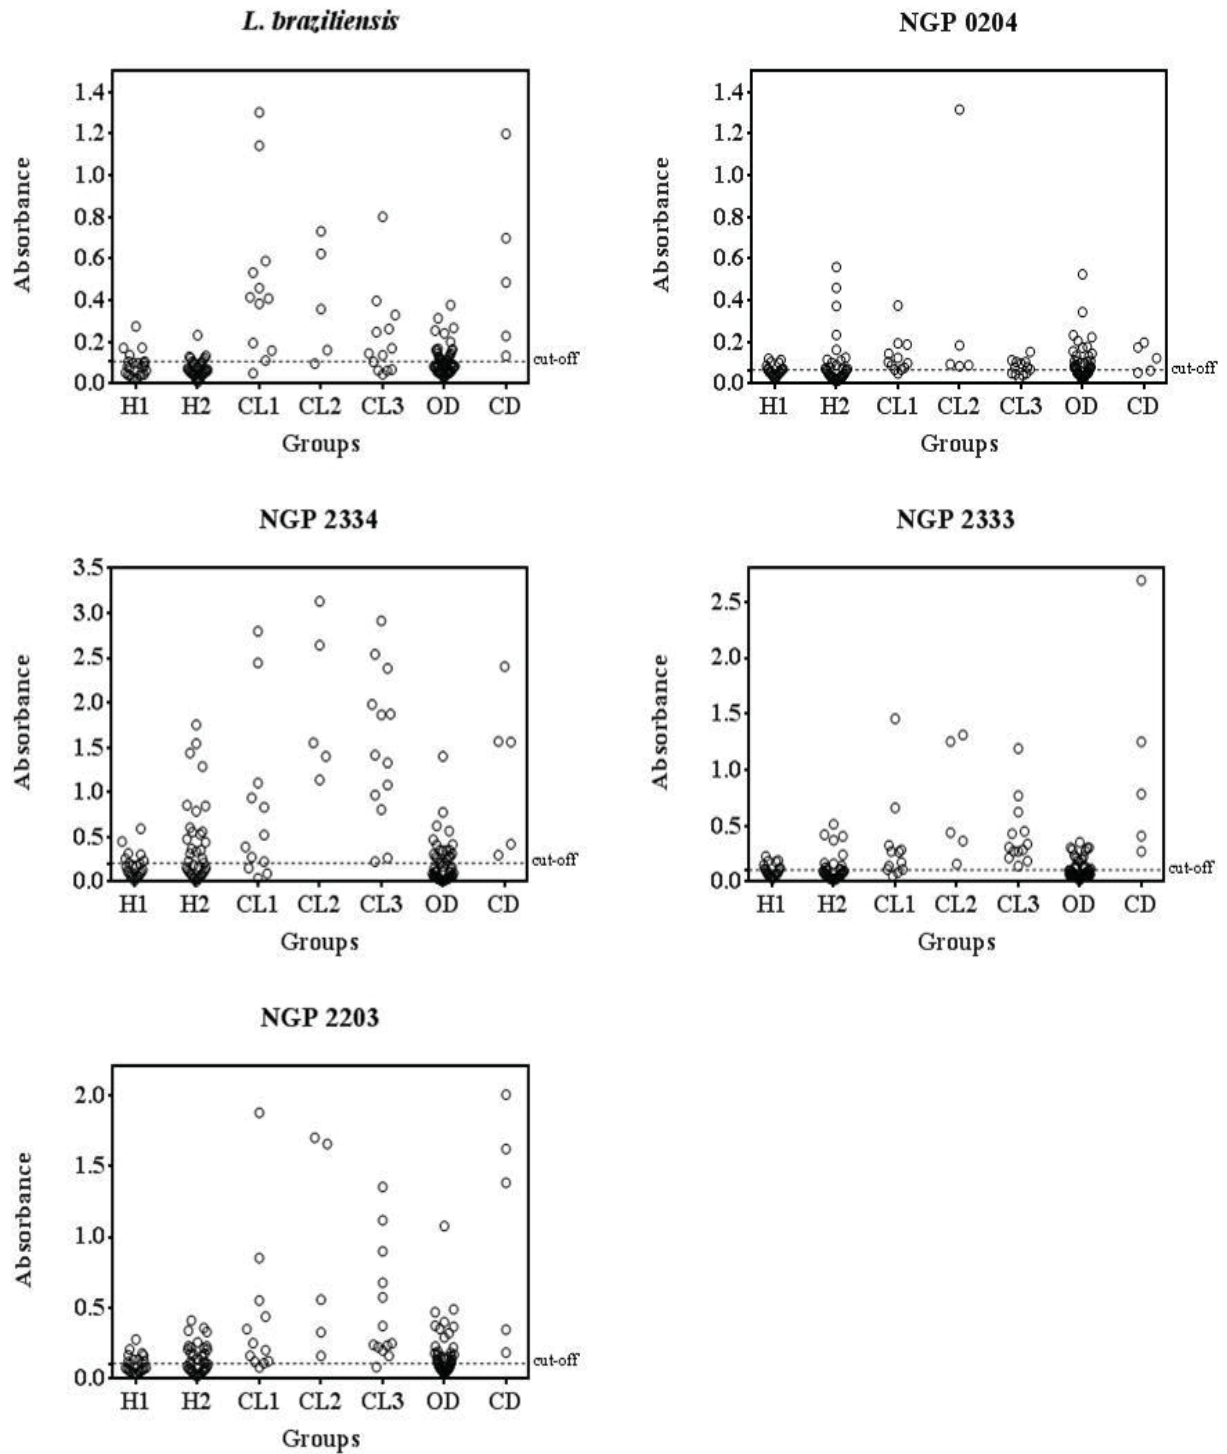 L. braziliensis
Absorbance
1.4
1.2
1.0
0.8
0.6
0.4
0.2
0.0
cut-off
H1 H2 CL1 CL2 CL3 OD CD
Groups
NGP 0204
Absorbance
1.4
1.2
1.0
0.8
0.6
0.4
0.2
0.0
cut-off
H1 H2 CL1 CL2 CL3 OD CD
Groups
NGP 2334
Absorbance
3.5
3.0
2.5
2.0
1.5
1.0
0.5
0.0
cut-off
H1 H2 CL1 CL2 CL3 OD CD
Groups
NGP 2333
Absorbance
2.5
2.0
1.5
1.0
0.5
0.0
cut-off
H1 H2 CL1 CL2 CL3 OD CD
Groups
NGP 2203
Absorbance
2.0
1.5
1.0
0.5
0.0
cut-off
H1 H2 CL1 CL2 CL3 OD CD
Groups